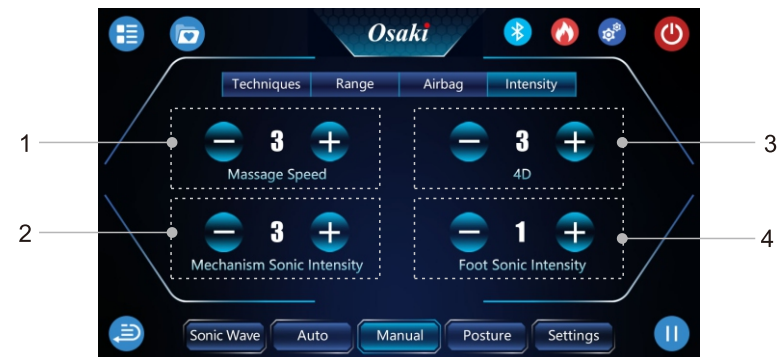 Osaki
Techniques Range Airbag Intensity
1 3 3 3
Massage Speed 4D
2 3 1 4
Mechanism Sonic Intensity Foot Sonic Intensity
Sonic Wave Auto Manual Posture Settings